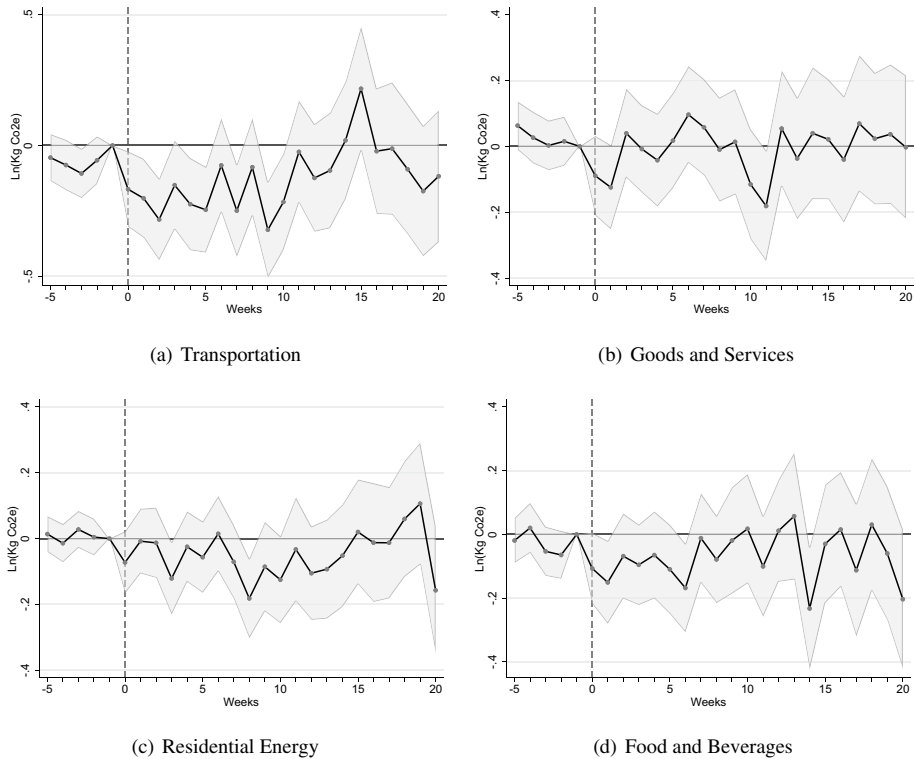 .5
0
-.5
Ln(Kg Co2e)
-5 0 5 10 15 20
Weeks
(a) Transportation
.4
.2
0
-.2
-.4
Ln(Kg Co2e)
-5 0 5 10 15 20
Weeks
(b) Goods and Services
.4
.2
0
-.2
-.4
Ln(Kg Co2e)
-5 0 5 10 15 20
Weeks
(c) Residential Energy
.4
.2
0
-.2
-.4
Ln(Kg Co2e)
-5 0 5 10 15 20
Weeks
(d) Food and Beverages